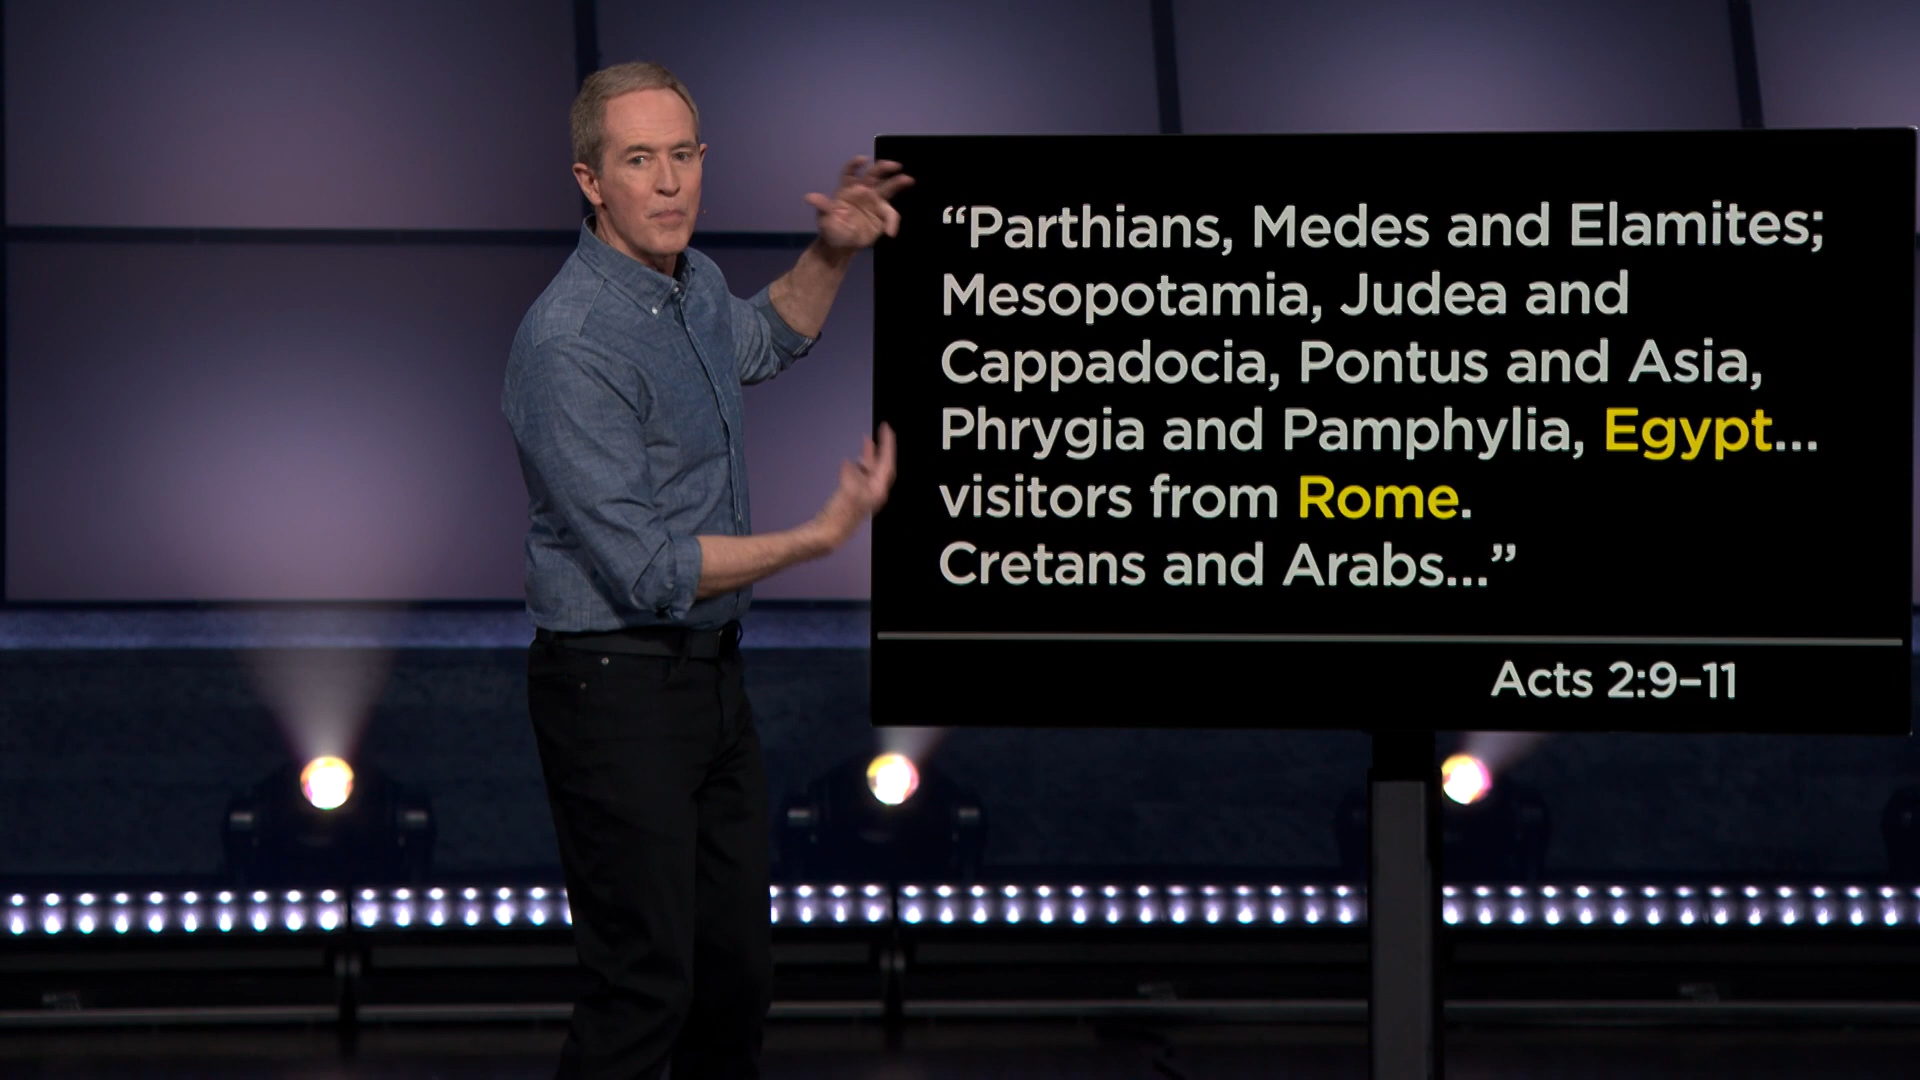 “Parthians, Medes and Elamites;
Mesopotamia, Judea and
Cappadocia, Pontus and Asia,
Phrygia and Pamphylia, Egypt...
visitors from Rome.
Cretans and Arabs...”
Acts 2:9–11